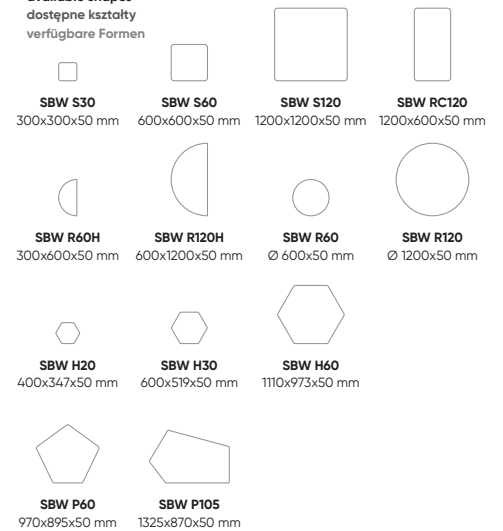 available shapes
dostępne kształty
verfügbare Formen
SBW S30
300x300x50 mm
SBW S60
600x600x50 mm
SBW S120
1200x1200x50 mm
SBW RC120
1200x600x50 mm
SBW R60H
300x600x50 mm
SBW R120H
600x1200x50 mm
SBW R60
Ø 600x50 mm
SBW R120
Ø 1200x50 mm
SBW H20
400x347x50 mm
SBW H30
600x519x50 mm
SBW H60
1110x973x50 mm
SBW P60
970x895x50 mm
SBW P105
1325x870x50 mm